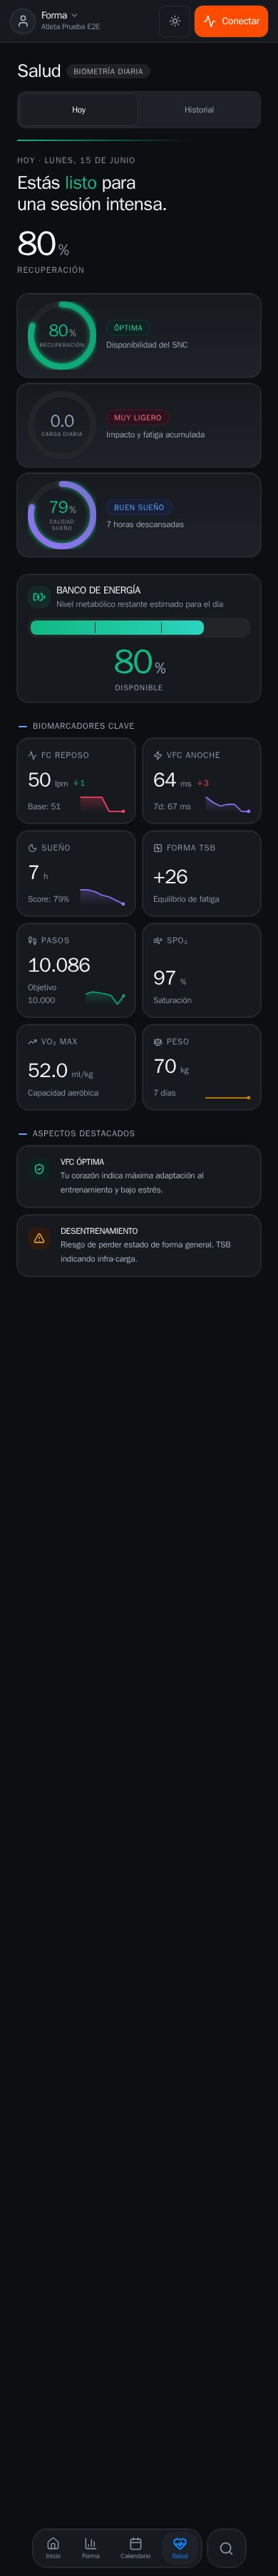 Forma
Atleta Prueba E2E
Conectar
Salud
BIOMETRÍA DIARIA
Hoy
Historial
HOY · LUNES, 15 DE JUNIO
Estás listo para
una sesión intensa.
80%
RECUPERACIÓN
80%
RECUPERACIÓN
ÓPTIMA
Disponibilidad del SNC
0.0
CARGA DIARIA
MUY LIGERO
Impacto y fatiga acumulada
79%
CALIDAD
SUEÑO
BUEN SUEÑO
7 horas descansadas
BANCO DE ENERGÍA
Nivel metabólico restante estimado para el día
80%
DISPONIBLE
BIOMARCADORES CLAVE
FC REPOSO
50 lpm ↓1
Base: 51
VFC ANOCHE
64 ms ↓3
7d: 67 ms
SUEÑO
7 h
Score: 79%
FORMA TSB
+26
Equilibrio de fatiga
PASOS
10.086
Objetivo
10.000
SPO₂
97 %
Saturación
VO₂ MAX
52.0 ml/kg
Capacidad aeróbica
PESO
70 kg
7 días
ASPECTOS DESTACADOS
VFC ÓPTIMA
Tu corazón indica máxima adaptación al
entrenamiento y bajo estrés.
DESENTRENAMIENTO
Riesgo de perder estado de forma general. TSB
indicando infra-carga.
Inicio
Forma
Calendario
Salud